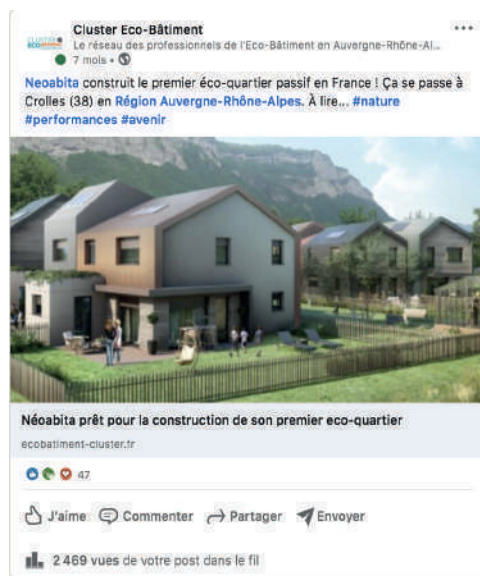 Cluster Eco-Bâtiment
Le réseau des professionnels de l'Eco-Bâtiment en Auvergne-Rhône-Al...
7 mois •
Neoabita construit le premier éco-quartier passif en France ! Ça se passe à
Crolles (38) en Région Auvergne-Rhône-Alpes. À lire... #nature
#performances #avenir
Néoabita prêt pour la construction de son premier eco-quartier
ecobatiment-cluster.fr
47
J'aime Commenter Partager Envoyer
2 469 vues de votre post dans le fil